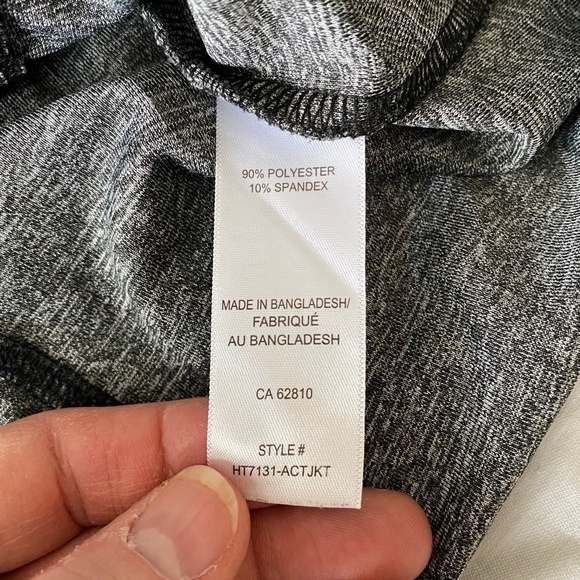 90% POLYESTER
10% SPANDEX
MADE IN BANGLADESH/
FABRIQUÉ
AU BANGLADESH
CA 62810
STYLE #
HT7131-ACTJKT